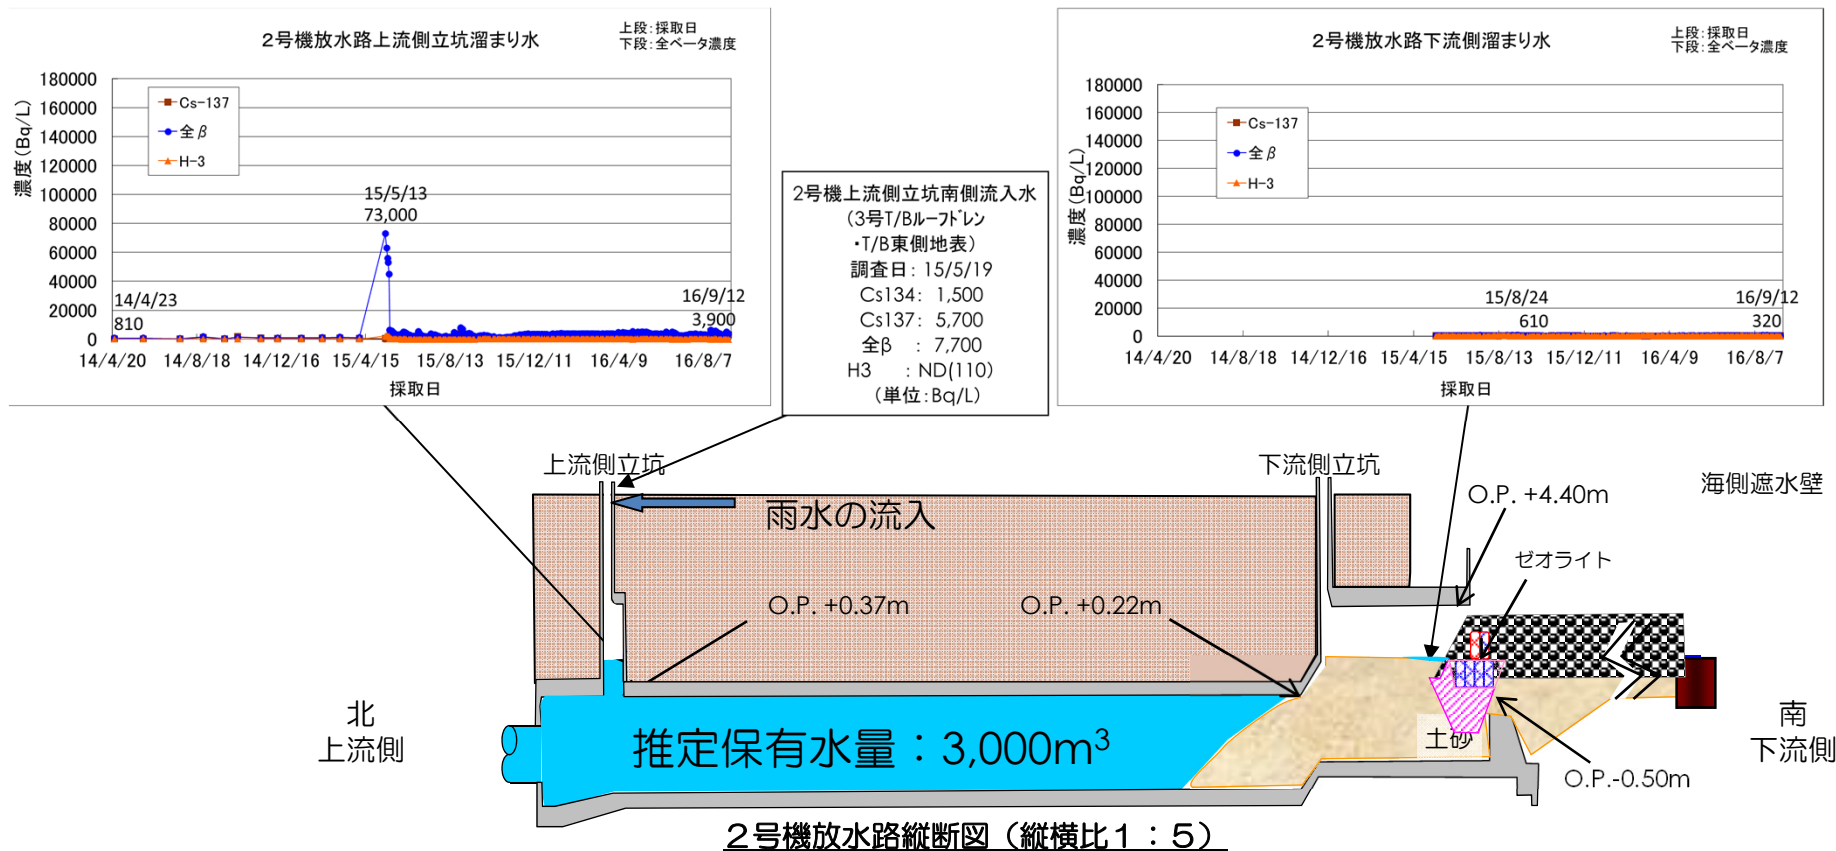 2号機放水路上流側立坑溜まり水
上段:採取日
下段:全ベータ濃度
濃度(Bq/L)
180000
160000
140000
120000
100000
80000
60000
40000
20000
0
Cs-137
全β
H-3
14/4/23
810
15/5/13
73,000
16/9/12
3,900
14/4/20 14/8/18 14/12/16 15/4/15 15/8/13 15/12/11 16/4/9 16/8/7
採取日
2号機上流側立坑南側流入水
(3号T/Bルーフドレン
・T/B東側地表)
調査日: 15/5/19
Cs134: 1,500
Cs137: 5,700
全β : 7,700
H3 : ND(110)
(単位:Bq/L)
2号機放水路下流側溜まり水
上段:採取日
下段:全ベータ濃度
濃度(Bq/L)
180000
160000
140000
120000
100000
80000
60000
40000
20000
0
Cs-137
全β
H-3
15/8/24
610
16/9/12
320
14/4/20 14/8/18 14/12/16 15/4/15 15/8/13 15/12/11 16/4/9 16/8/7
採取日
上流側立坑
下流側立坑
海側遮水壁
O.P. +4.40m
雨水の流入
ゼオライト
O.P. +0.37m
O.P. +0.22m
北
上流側
推定保有水量：3,000m³
土砂
南
下流側
O.P.-0.50m
2号機放水路縦断図（縦横比1：5）